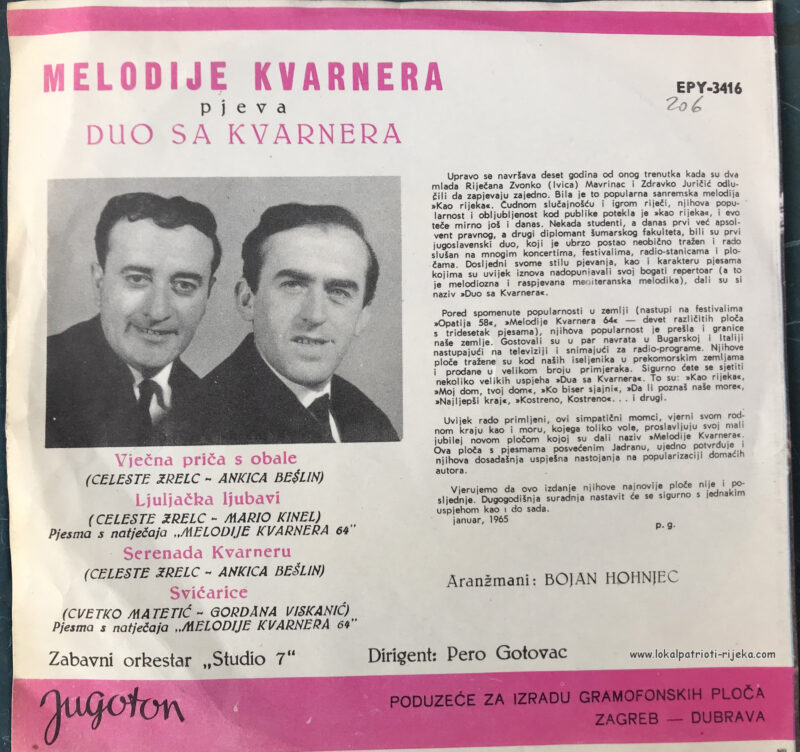 MELODIJE KVARNERA
pjeva
DUO SA KVARNERA
EPY-3416
206
Upravo se navršava deset godina od onog trenutka kada su dva
mlada Riječana Zvonko (Ivica) Mavrinac i Zdravko Juričić odlu-
čili da zapjevaju zajedno. Bila je to popularna sanremska melodija
»Kao rijeka«. Čudnom slučajnošću i igrom riječi, njihova popu-
larnost i obljubljenost kod publike potekla je »kao rijeka«, i evo
teče mirno još i danas. Nekada studenti, a danas prvi već apsol-
vent pravnog, a drugi diplomant šumarskog fakulteta, bili su prvi
jugoslavenski duo, koji je ubrzo postao neobično tražen i rado
slušan na mnogim koncertima, festivalima, radio-stanicama i plo-
čama. Dosljedni svome stilu pjevanja, kao i karakteru pjesama
kojima su uvijek iznova nadopunjavali svoj bogati repertoar (a to
je melodiozna i raspjevana mediteranska melodika), dali su si
naziv »Duo sa Kvarnera«.
Pored spomenute popularnosti u zemlji (nastupi na festivalima
»Opatija 58«, »Melodije Kvarnera 64« — devet različitih ploča
s tridesetak pjesama), njihova popularnost je prešla i granice
naše zemlje. Gostovali su u par navrata u Bugarskoj i Italiji
nastupajući na televiziji i snimajući za radio-programe. Njihove
ploče tražene su kod naših iseljenika u prekomorskim zemljama
i prodane u velikom broju primjeraka. Sigurno ćete se sjetiti
nekoliko velikih uspjeha »Dua sa Kvarnera«. To su: »Kao rijeka«,
»Moj dom, tvoj dom«, »Ko biser sjajni«, »Da li poznaš naše more«,
»Najljepši kraj«, »Kostreno, Kostreno«. . . i drugi.
Uvijek rado primljeni, ovi simpatični momci, vjerni svom rod-
nom kraju kao i moru, kojega toliko vole, proslavljuju svoj mali
jubilej novom pločom kojoj su dali naziv »Melodije Kvarnera«.
Ova ploča s pjesmama posvećenim Jadranu, ujedno potvrđuje i
njihova dosadašnja uspješna nastojanja na popularizaciji domaćih
autora.
Vjerujemo da ovo izdanje njihove najnovije ploče nije i po-
sljednje. Dugogodišnja suradnja nastavit će se sigurno s jednakim
uspjehom kao i do sada.
januar, 1965
p. g.
Vječna priča s obale
(CELESTE ŽRELC - ANKICA BEŠLIN)
Ljuljačka ljubavi
(CELESTE ŽRELC - MARIO KINEL)
Pjesma s natječaja „MELODIJE KVARNERA 64"
Serenada Kvarneru
(CELESTE ŽRELC - ANKICA BEŠLIN)
Svićarice
(CVETKO MATETIĆ - GORDANA VISKANIĆ)
Pjesma s natječaja „MELODIJE KVARNERA 64"
Aranžmani: BOJAN HOHNJEC
Zabavni orkestar „Studio 7"
Dirigent: Pero Gotovac
www.lokalpatrioti-rijeka.com
Jugoton
PODUZEĆE ZA IZRADU GRAMOFONSKIH PLOČA
ZAGREB — DUBRAVA